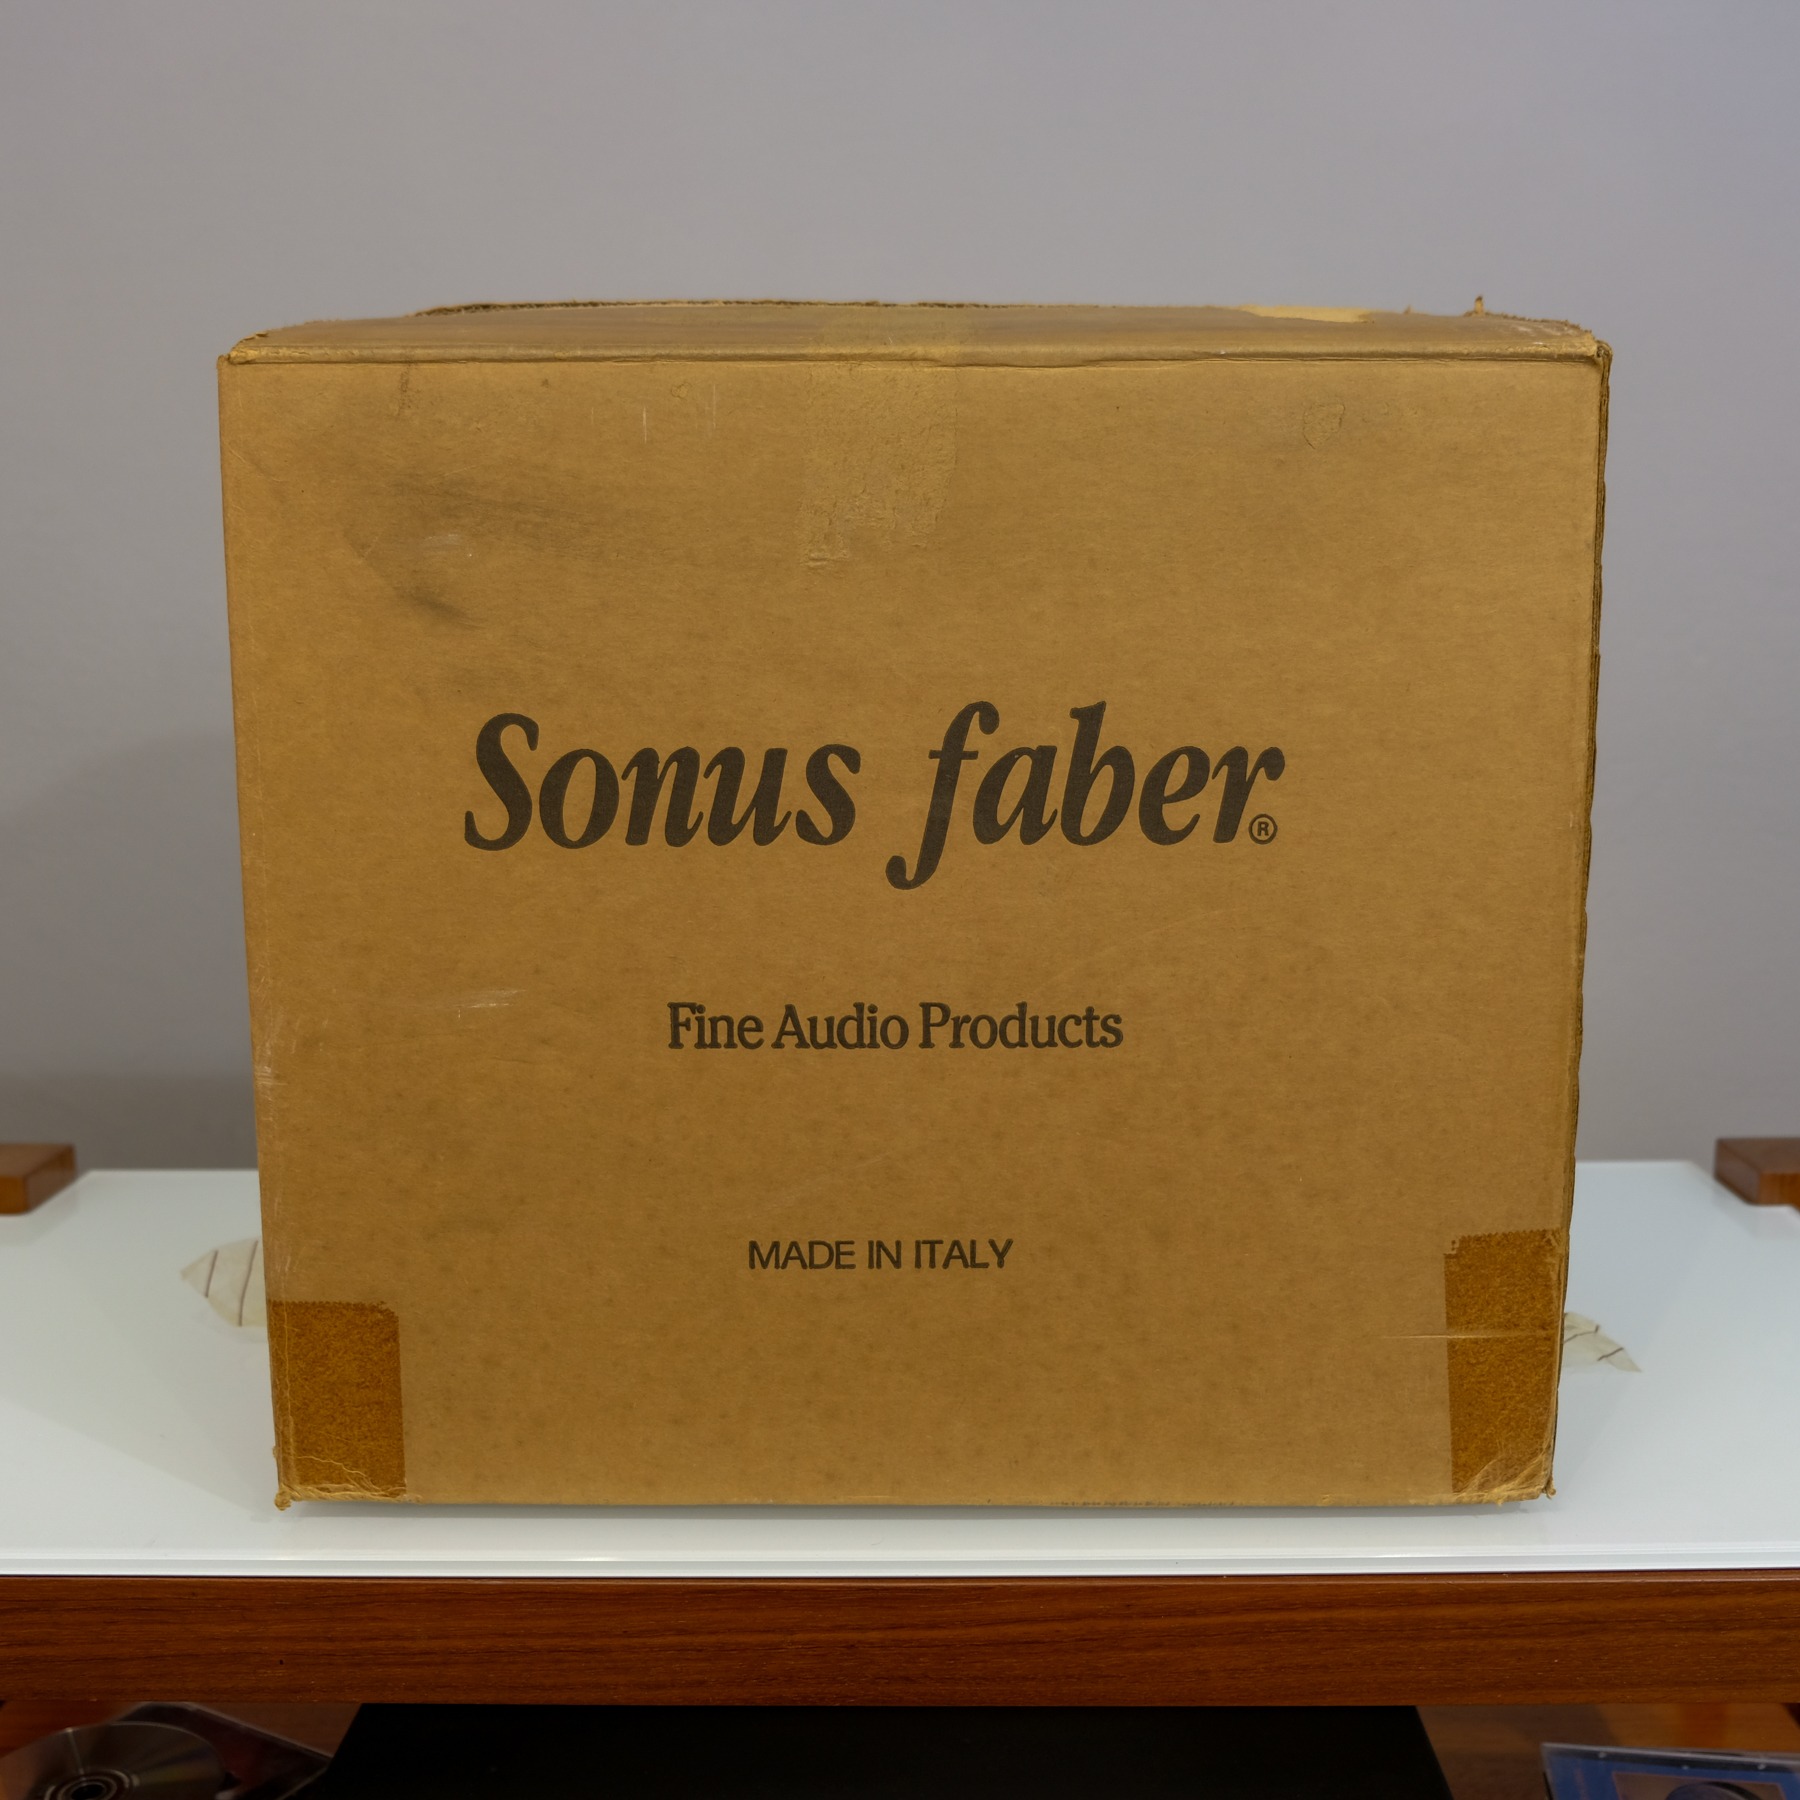 Sonus faber®
Fine Audio Products
MADE IN ITALY